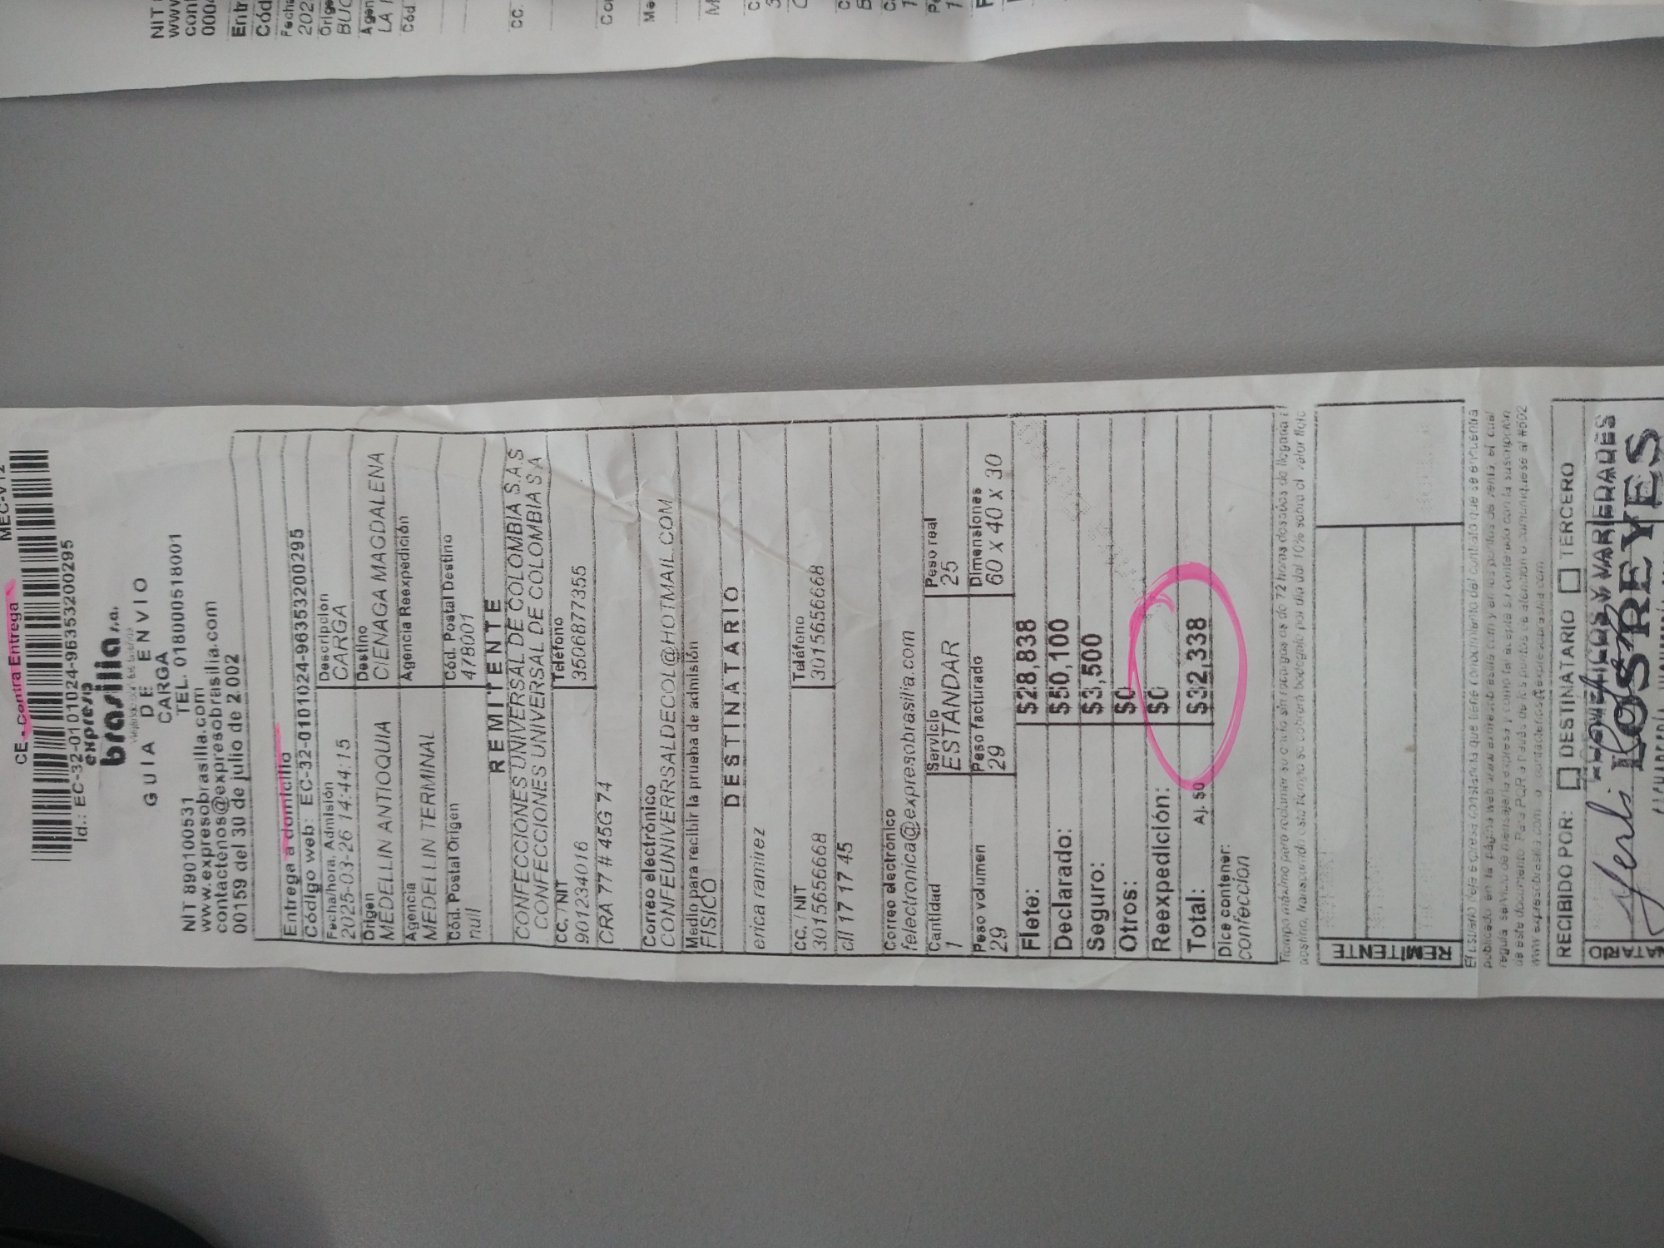 MEC-V12
CE - Contra Entrega
Id.: EC-32-0101024-96353200295
expreso
brasilia s.a.
GUIA DE ENVIO
CARGA
NIT 890100531 TEL. 018000518001
www.expresobrasilia.com
contactenos@expresobrasilia.com
00159 del 30 de julio de 2.002
Entrega a domicilio
Código web: EC-32-0101024-96353200295
Fecha/hora Admisión Descripción
2025-03-26 14:44:15 CARGA
Origen Destino
MEDELLIN ANTIOQUIA CIENAGA MAGDALENA
Agencia Agencia Reexpedición
MEDELLIN TERMINAL
Cód. Postal Origen Cód. Postal Destino
null 478001
REMITENTE
CONFECCIONES UNIVERSAL DE COLOMBIA S.A.S
CONFECCIONES UNIVERSAL DE COLOMBIA S A
CC. / NIT Teléfono
901234016 3506877355
CRA 77 # 45G 74
Correo electrónico
CONFEUNIVERRSALDECOL@HOTMAIL.COM
Medio para recibir la prueba de admisión
FISICO
DESTINATARIO
erica ramirez
CC. / NIT Teléfono
3015656668 3015656668
cll 17 17 45
Correo electrónico
felectronica@expresobrasilia.com
Cantidad Servicio Peso real
1 ESTANDAR 25
Peso volumen Peso facturado Dimensiones
29 29 60 x 40 x 30
Flete: $28,838
Declarado: $50,100
Seguro: $3,500
Otros: $0
Reexpedición: $0
Total: Aj. $0 $32,338
Dice contener:
confeccion
REMITENTE
RECIBIDO POR: DESTINATARIO TERCERO
Y VARIEDADES
LOS REYES